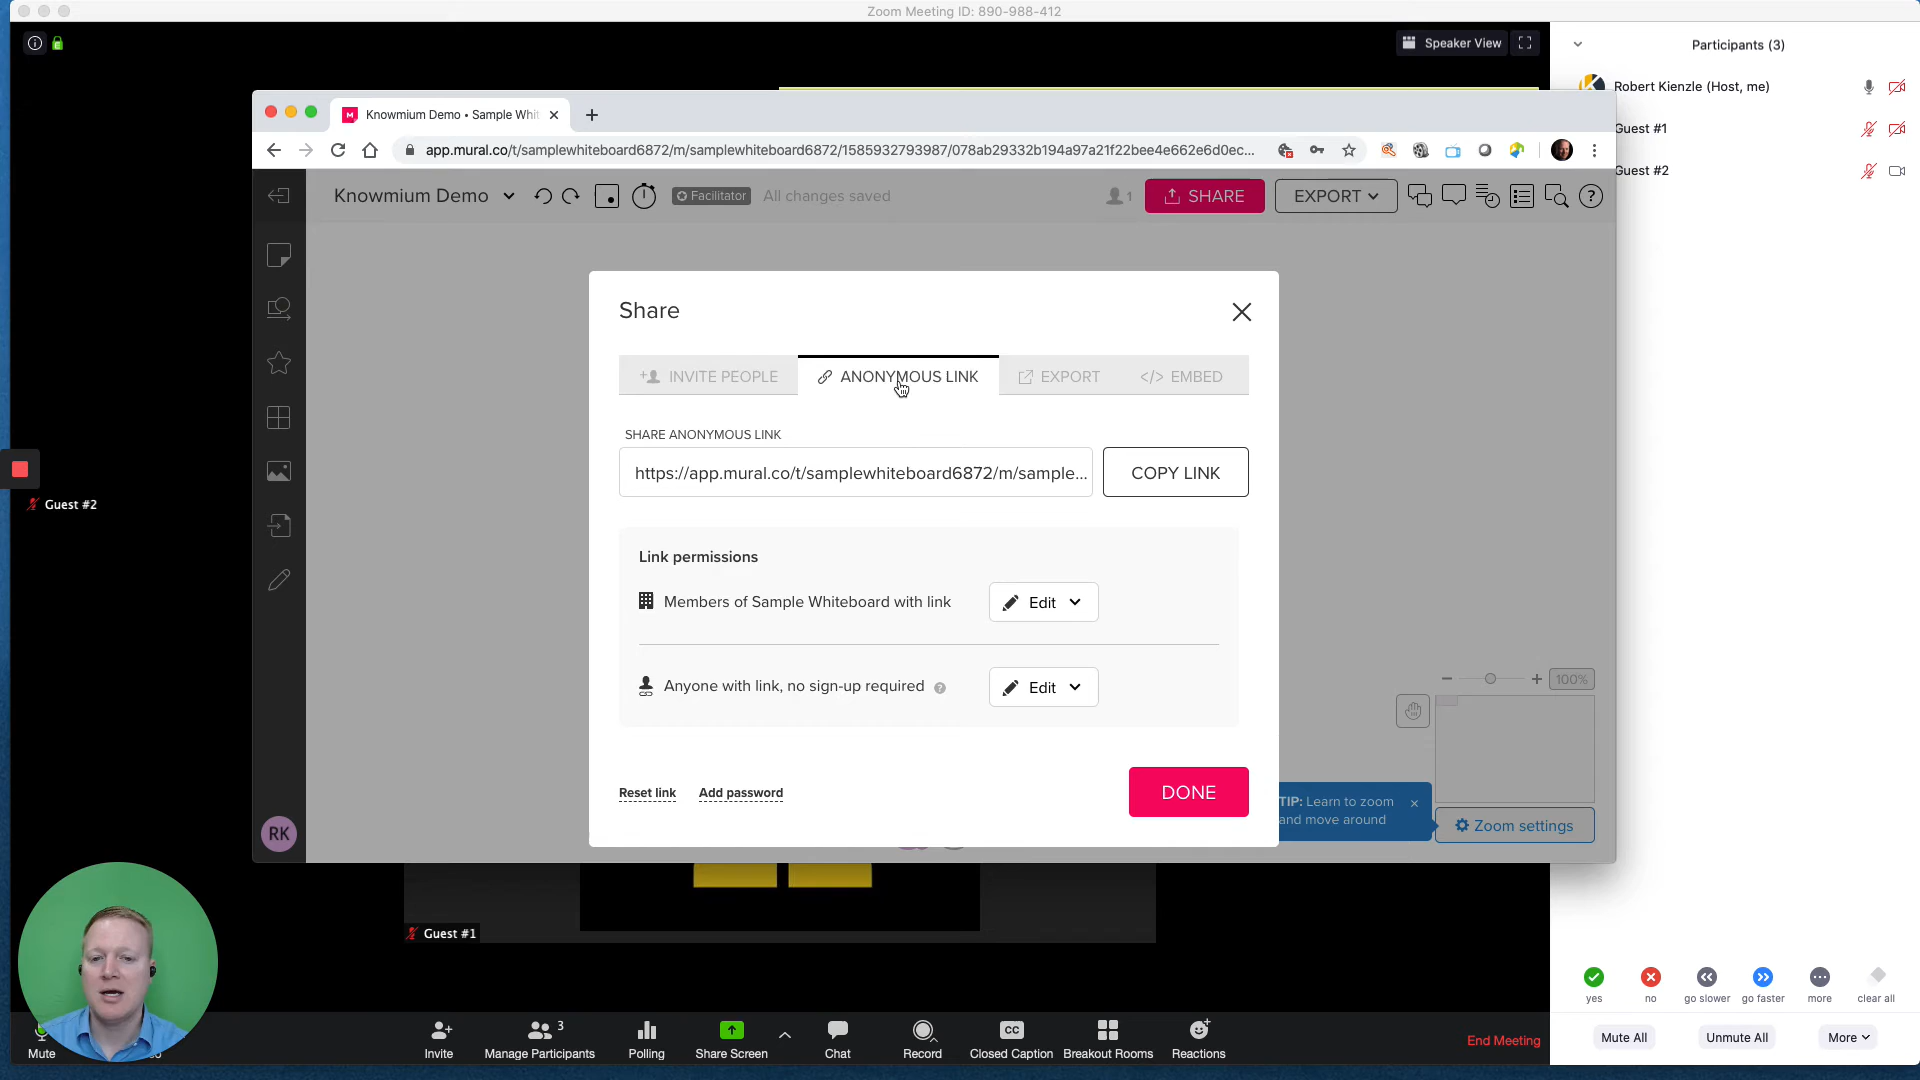 Zoom Meeting ID: 890-988-412
Speaker View
Participants (3)
Robert Kienzle (Host, me)
Guest #1
Guest #2
Knowmium Demo • Sample Whit
app.mural.co/t/samplewhiteboard6872/m/samplewhiteboard6872/1585932793987/078ab29332b194a97a21f22bee4e662e6d0ec...
Knowmium Demo
Facilitator
All changes saved
1
SHARE
EXPORT
Share
INVITE PEOPLE
ANONYMOUS LINK
EXPORT
</> EMBED
SHARE ANONYMOUS LINK
https://app.mural.co/t/samplewhiteboard6872/m/sample...
COPY LINK
Link permissions
Members of Sample Whiteboard with link
Edit
Anyone with link, no sign-up required
Edit
Reset link
Add password
DONE
100%
TIP: Learn to zoom
and move around
Zoom settings
RK
Guest #2
Guest #1
yes
no
go slower
go faster
more
clear all
Mute All
Unmute All
More
Mute
Invite
3
Manage Participants
Polling
Share Screen
Chat
Record
CC
Closed Caption
Breakout Rooms
Reactions
End Meeting